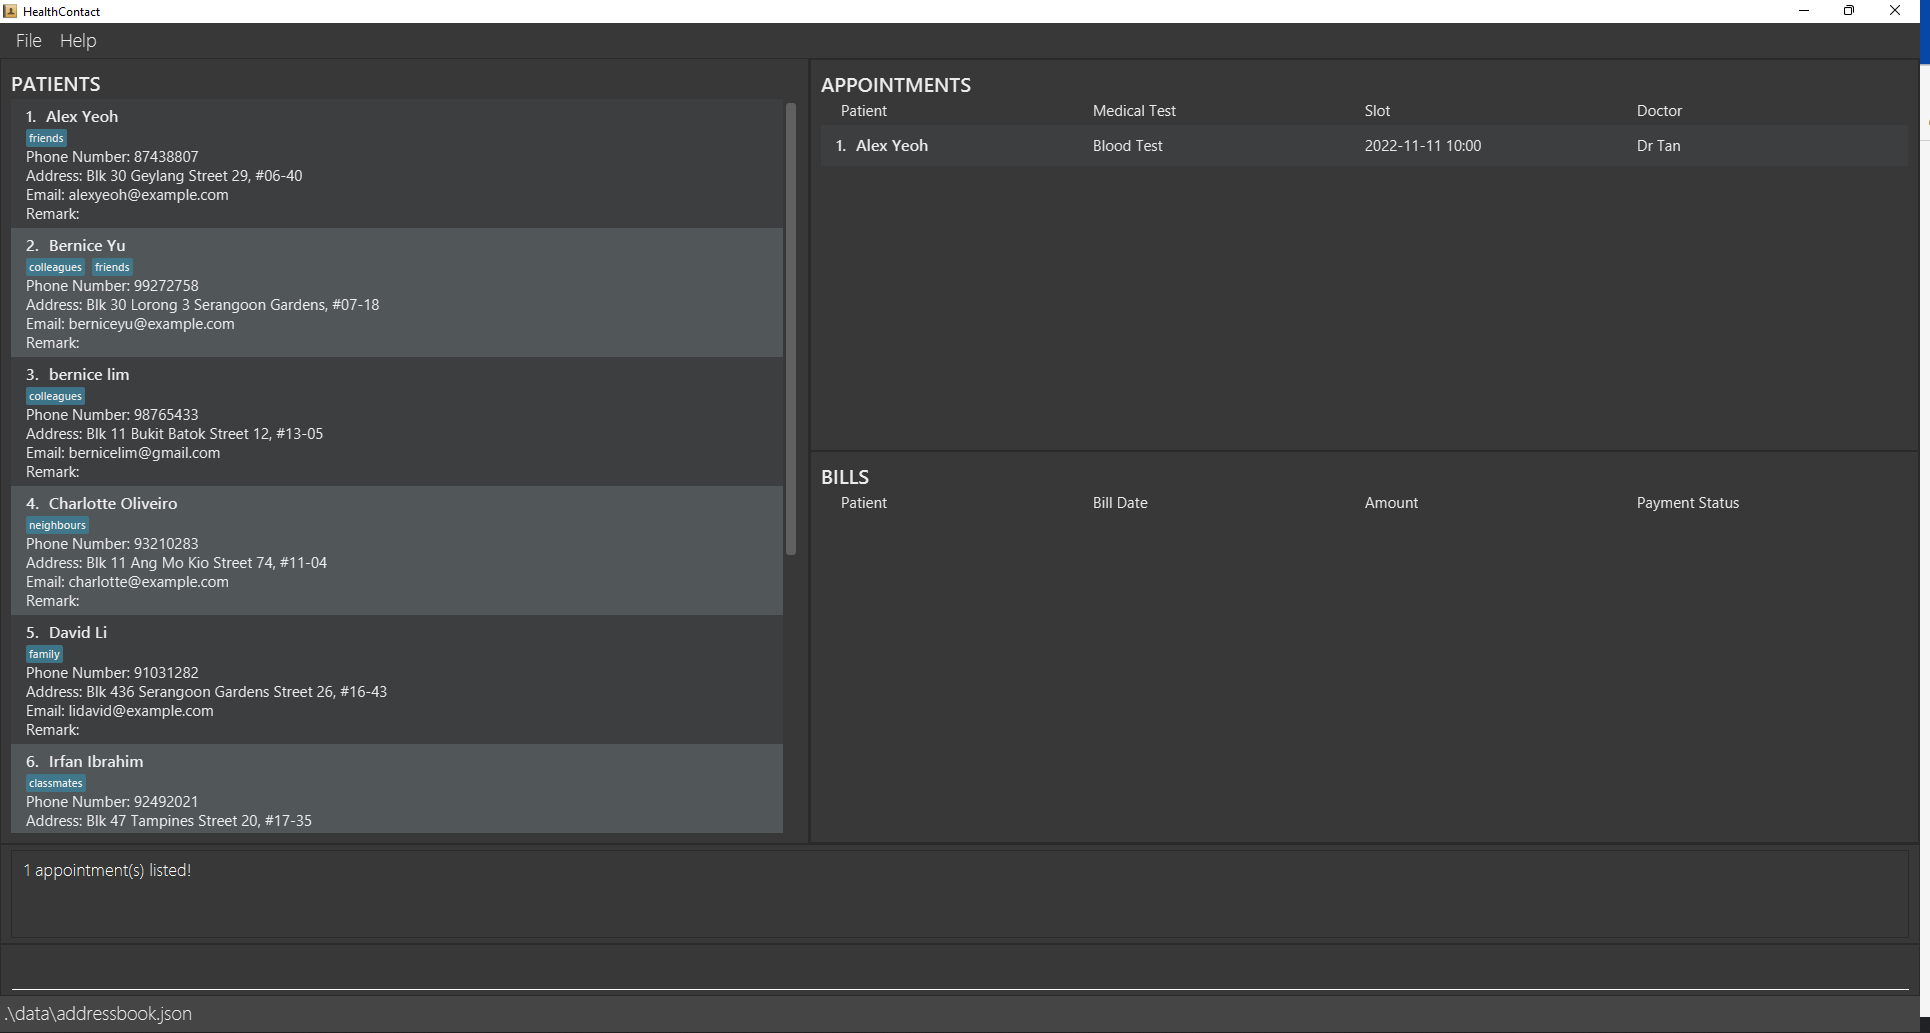 HealthContact
File Help
PATIENTS
1. Alex Yeoh
friends
Phone Number: 87438807
Address: Blk 30 Geylang Street 29, #06-40
Email: alexyeoh@example.com
Remark:
2. Bernice Yu
colleagues friends
Phone Number: 99272758
Address: Blk 30 Lorong 3 Serangoon Gardens, #07-18
Email: berniceyu@example.com
Remark:
3. bernice lim
colleagues
Phone Number: 98765433
Address: Blk 11 Bukit Batok Street 12, #13-05
Email: bernicelim@gmail.com
Remark:
4. Charlotte Oliveiro
neighbours
Phone Number: 93210283
Address: Blk 11 Ang Mo Kio Street 74, #11-04
Email: charlotte@example.com
Remark:
5. David Li
family
Phone Number: 91031282
Address: Blk 436 Serangoon Gardens Street 26, #16-43
Email: lidavid@example.com
Remark:
6. Irfan Ibrahim
classmates
Phone Number: 92492021
Address: Blk 47 Tampines Street 20, #17-35
APPOINTMENTS
Patient Medical Test Slot Doctor
1. Alex Yeoh Blood Test 2022-11-11 10:00 Dr Tan
BILLS
Patient Bill Date Amount Payment Status
1 appointment(s) listed!
.\data\addressbook.json